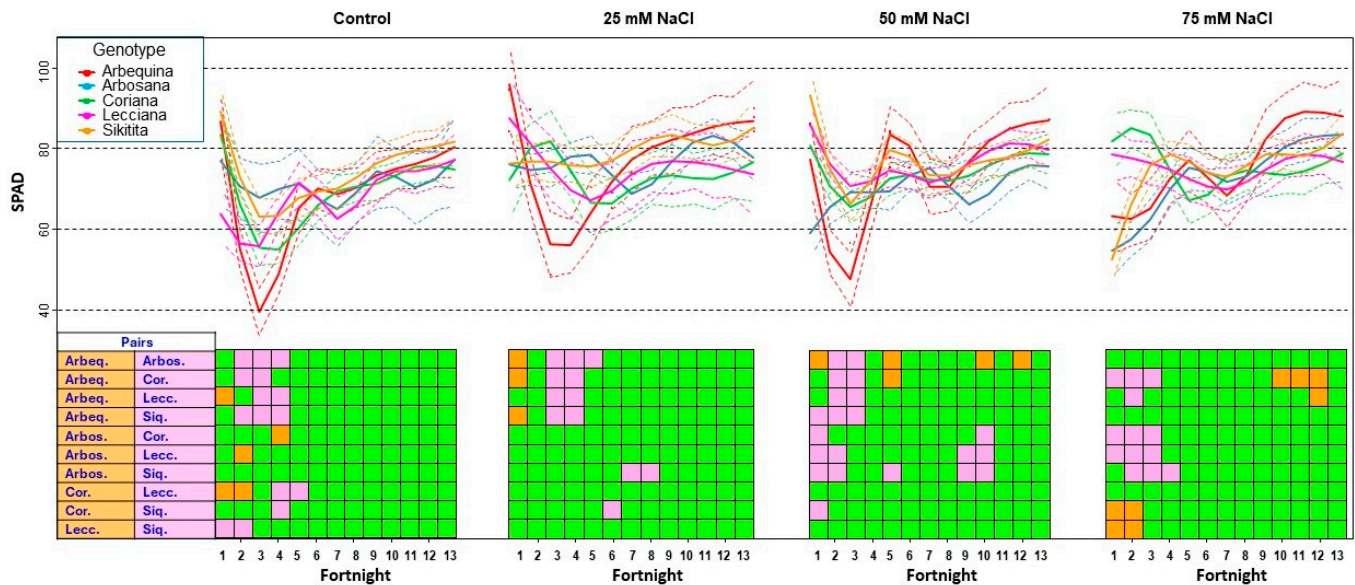 Control 25 mM NaCl 50 mM NaCl 75 mM NaCl
Genotype
Arbequina
Arbosana
Coriana
Lecciana
Sikitita
SPAD
100
80
60
40
Pairs
Arbeq. Arbos.
Arbeq. Cor.
Arbeq. Lecc.
Arbeq. Siq.
Arbos. Cor.
Arbos. Lecc.
Arbos. Siq.
Cor. Lecc.
Cor. Siq.
Lecc. Siq.
1 2 3 4 5 6 7 8 9 10 11 12 13 1 2 3 4 5 6 7 8 9 10 11 12 13 1 2 3 4 5 6 7 8 9 10 11 12 13 1 2 3 4 5 6 7 8 9 10 11 12 13
Fortnight Fortnight Fortnight Fortnight